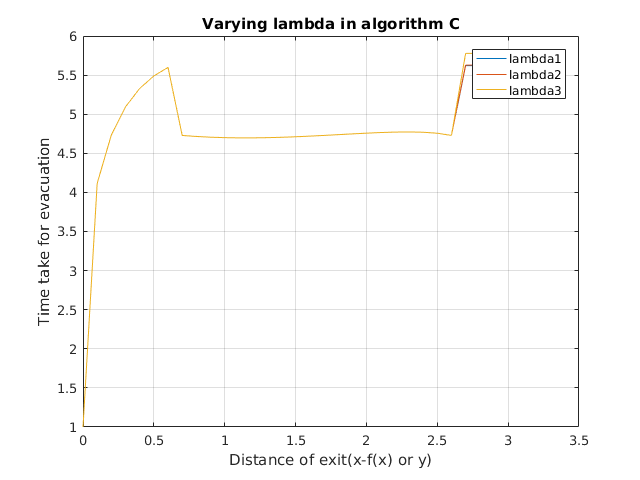 Varying lambda in algorithm C
6
5.5
5
4.5
4
3.5
3
2.5
2
1.5
1
Time take for evacuation
lambda1
lambda2
lambda3
0 0.5 1 1.5 2 2.5 3 3.5
Distance of exit(x-f(x) or y)